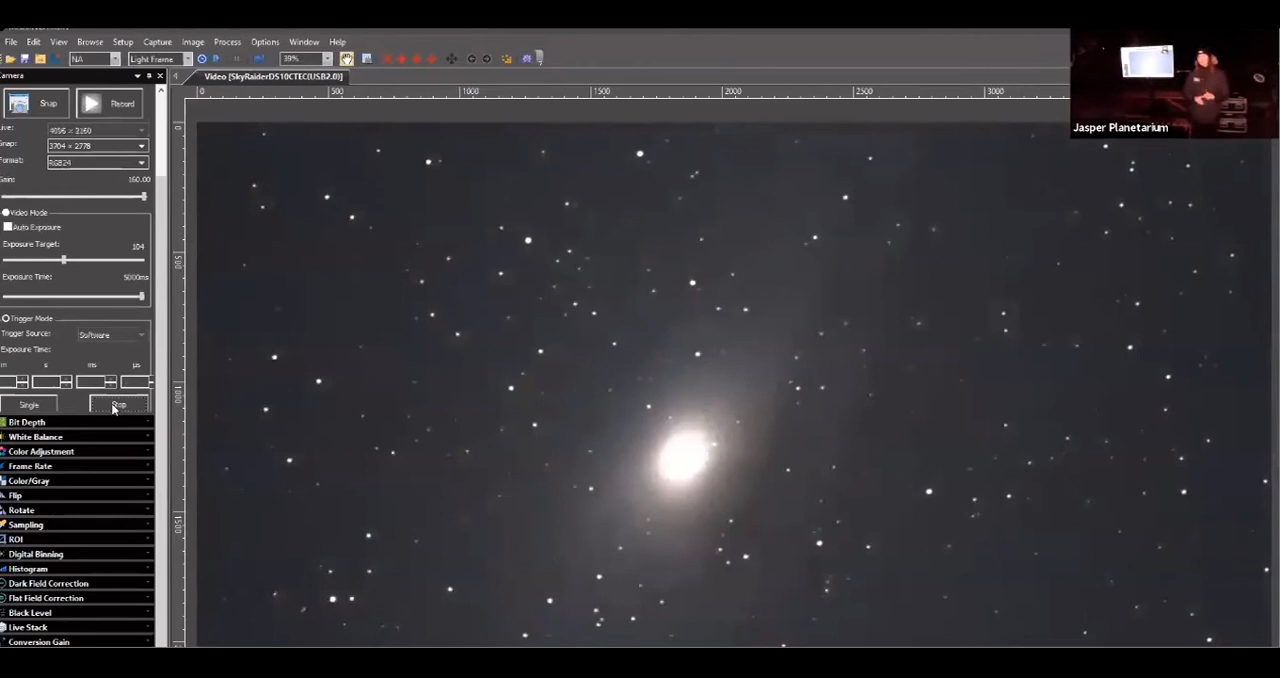 File Edit View Browse Setup Capture Image Process Options Window Help
NA Light Frame 39%
Camera
Video [SkyRaiderDS10CTEC(USB2.0)]
0 500 1000 1500 2000 2500 3000
Jasper Planetarium
Snap Record
Live: 4096 × 2160
Snap: 3704 × 2778
Format: RGB24
Gain: 160.00
Video Mode
Auto Exposure
Exposure Target: 104
Exposure Time: 5000ms
Trigger Mode
Trigger Source: Software
Exposure Time:
m s ms µs
Single Stop
Bit Depth
White Balance
Color Adjustment
Frame Rate
Color/Gray
Flip
Rotate
Sampling
ROI
Digital Binning
Histogram
Dark Field Correction
Flat Field Correction
Black Level
Live Stack
Conversion Gain
0
500
1000
1500